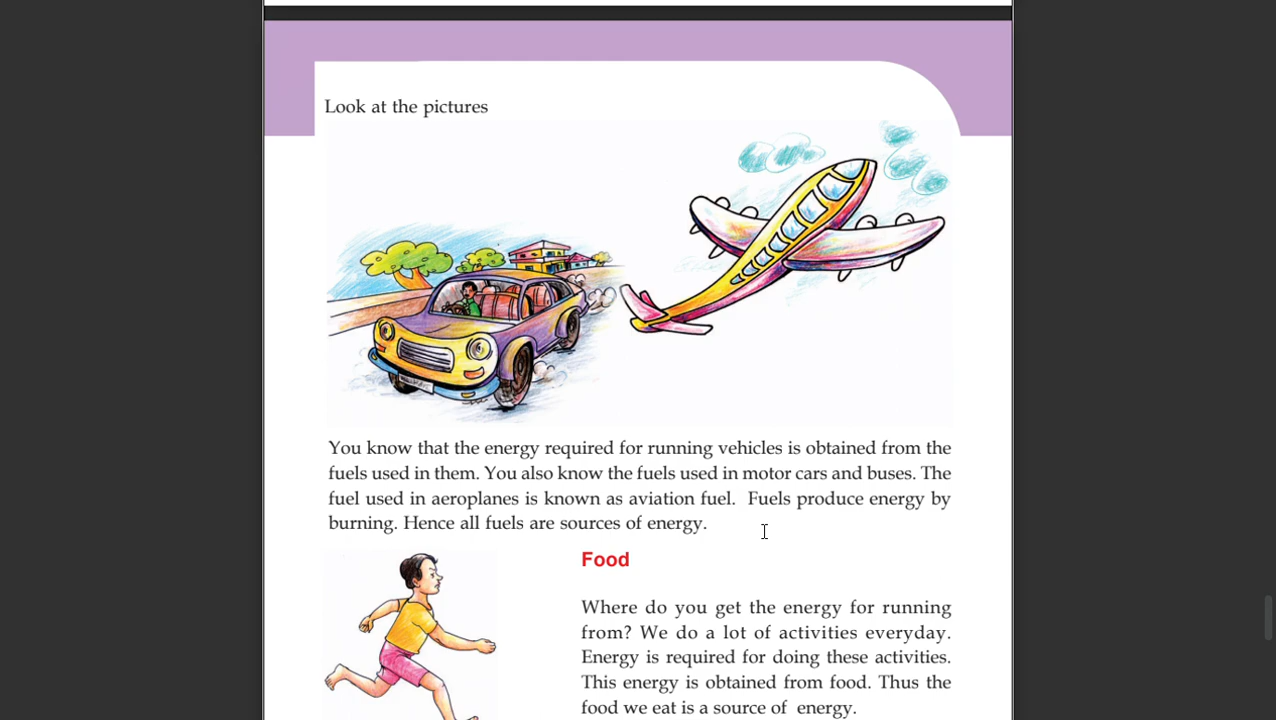 Look at the pictures
You know that the energy required for running vehicles is obtained from the
fuels used in them. You also know the fuels used in motor cars and buses. The
fuel used in aeroplanes is known as aviation fuel.  Fuels produce energy by
burning. Hence all fuels are sources of energy.
Food
Where do you get the energy for running
from? We do a lot of activities everyday.
Energy is required for doing these activities.
This energy is obtained from food. Thus the
food we eat is a source of  energy.